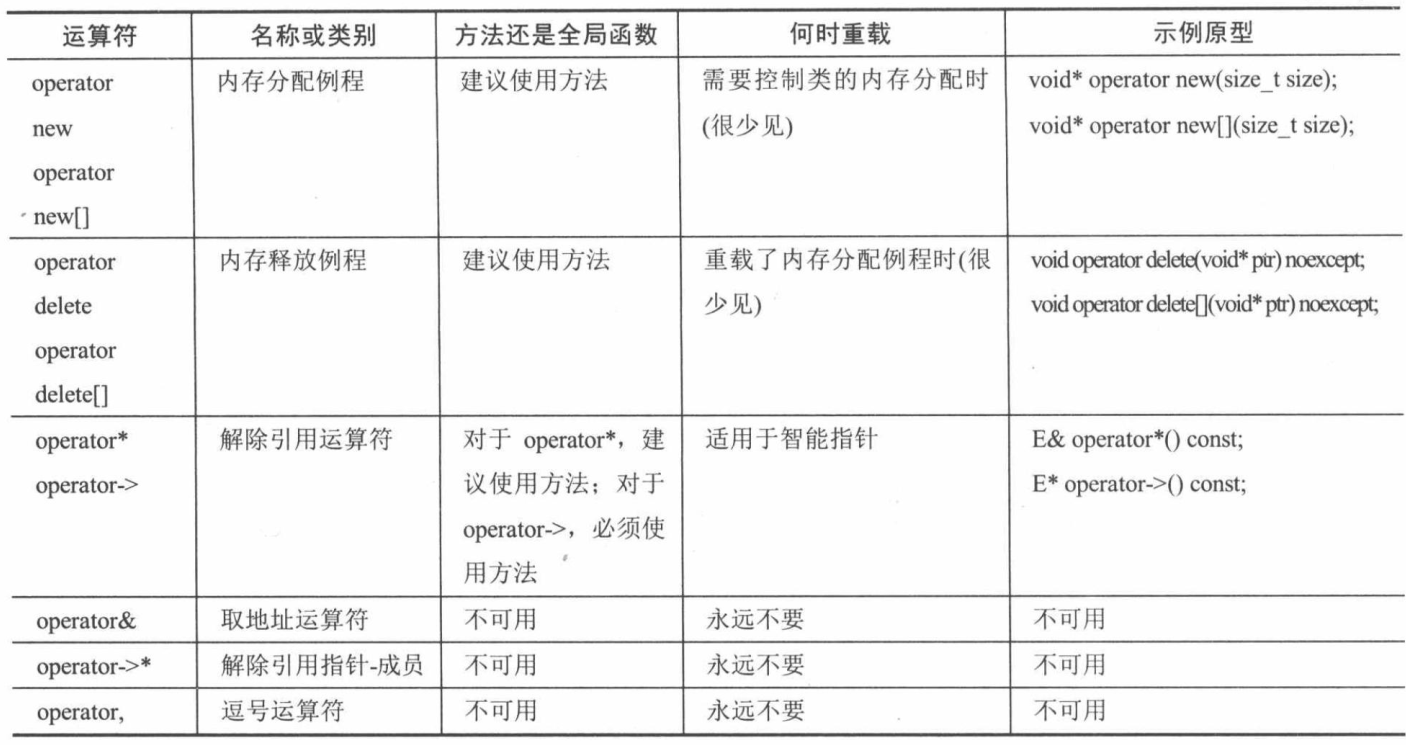 运算符 名称或类别 方法还是全局函数 何时重载 示例原型
operator 内存分配例程 建议使用方法 需要控制类的内存分配时 void* operator new(size_t size);
new (很少见) void* operator new[](size_t size);
operator
new[]
operator 内存释放例程 建议使用方法 重载了内存分配例程时(很 void operator delete(void* ptr) noexcept;
delete 少见) void operator delete[](void* ptr) noexcept;
operator
delete[]
operator* 解除引用运算符 对于 operator*，建 适用于智能指针 E& operator*() const;
operator-> 议使用方法；对于 E* operator->() const;
operator->，必须使
用方法
operator& 取地址运算符 不可用 永远不要 不可用
operator->* 解除引用指针-成员 不可用 永远不要 不可用
operator, 逗号运算符 不可用 永远不要 不可用